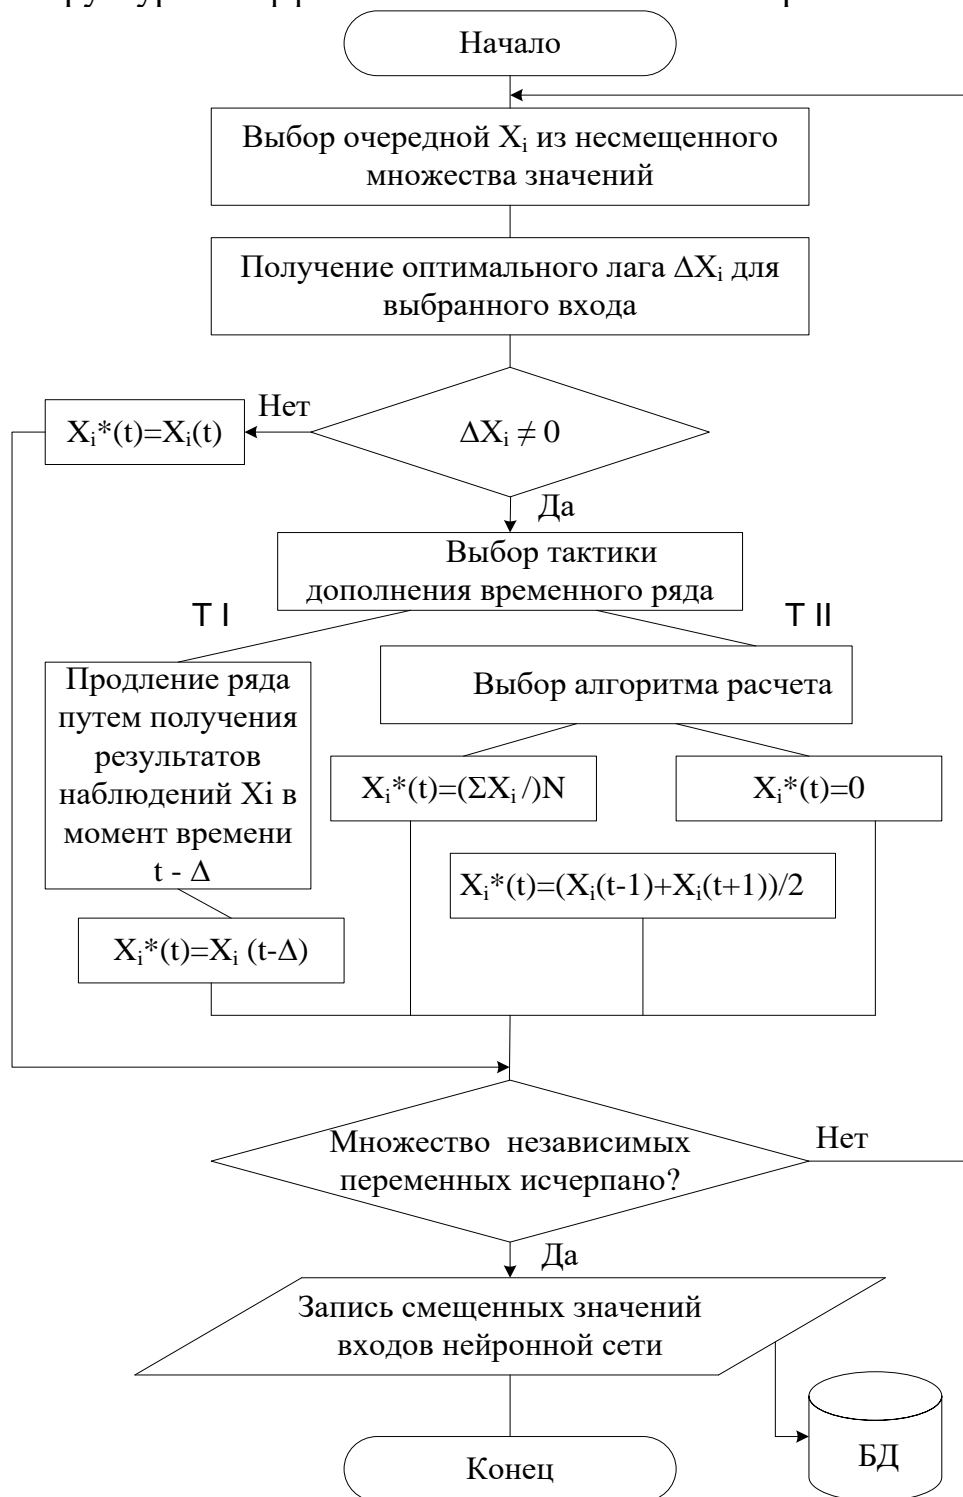 Начало
Выбор очередной Xi из несмещенного
множества значений
Получение оптимального лага ΔXi для
выбранного входа
Xi*(t)=Xi(t)
Нет
ΔXi ≠ 0
Да
Выбор тактики
дополнения временного ряда
T I
T II
Продление ряда
путем получения
результатов
наблюдений Xi в
момент времени
t - Δ
Выбор алгоритма расчета
Xi*(t)=(ΣXi /)N
Xi*(t)=0
Xi*(t)=(Xi(t-1)+Xi(t+1))/2
Xi*(t)=Xi (t-Δ)
Множество независимых
переменных исчерпано?
Нет
Да
Запись смещенных значений
входов нейронной сети
БД
Конец